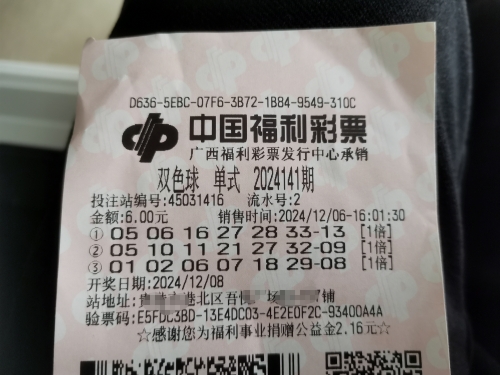 D636-5EBC-07F6-3B72-1B84-9549-310C
中国福利彩票
广西福利彩票发行中心承销
双色球 单式 2024141期
投注站编号:45031416 流水号:2
金额:6.00元 销售时间:2024/12/06-16:01:30
① 05 06 16 27 28 33-13 [1倍]
② 05 10 11 21 27 32-09 [1倍]
③ 01 02 06 07 18 29-08 [1倍]
开奖日期:2024/12/08
站地址: 港北区吾 场 铺
验票码:E5FDC3BD-13E4DC03-4E2E0F2C-93400A4A
☆感谢您为福利事业捐赠公益金2.16元☆